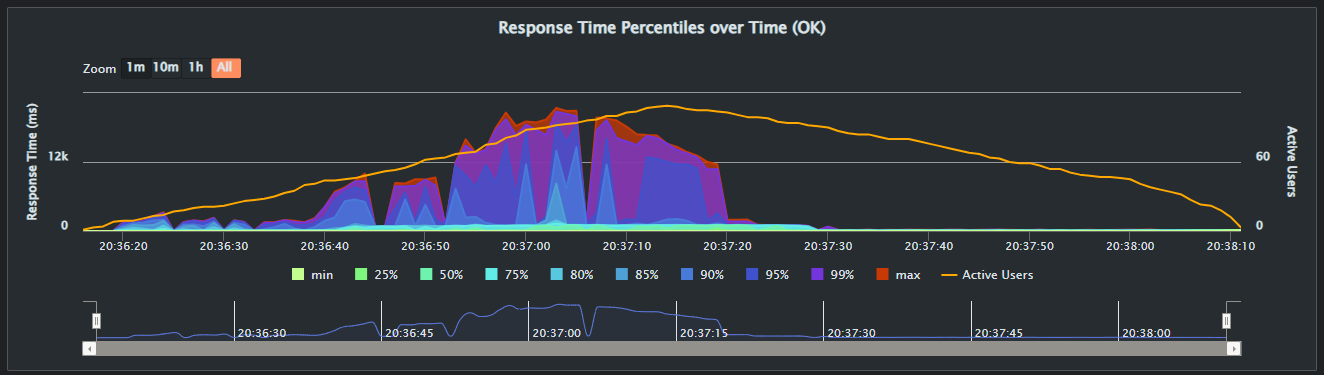 Response Time Percentiles over Time (OK)
Zoom 1m 10m 1h All
Response Time (ms)
12k
0
Active Users
60
0
20:36:20 20:36:30 20:36:40 20:36:50 20:37:00 20:37:10 20:37:20 20:37:30 20:37:40 20:37:50 20:38:00 20:38:10
min 25% 50% 75% 80% 85% 90% 95% 99% max Active Users
20:36:30 20:36:45 20:37:00 20:37:15 20:37:30 20:37:45 20:38:00